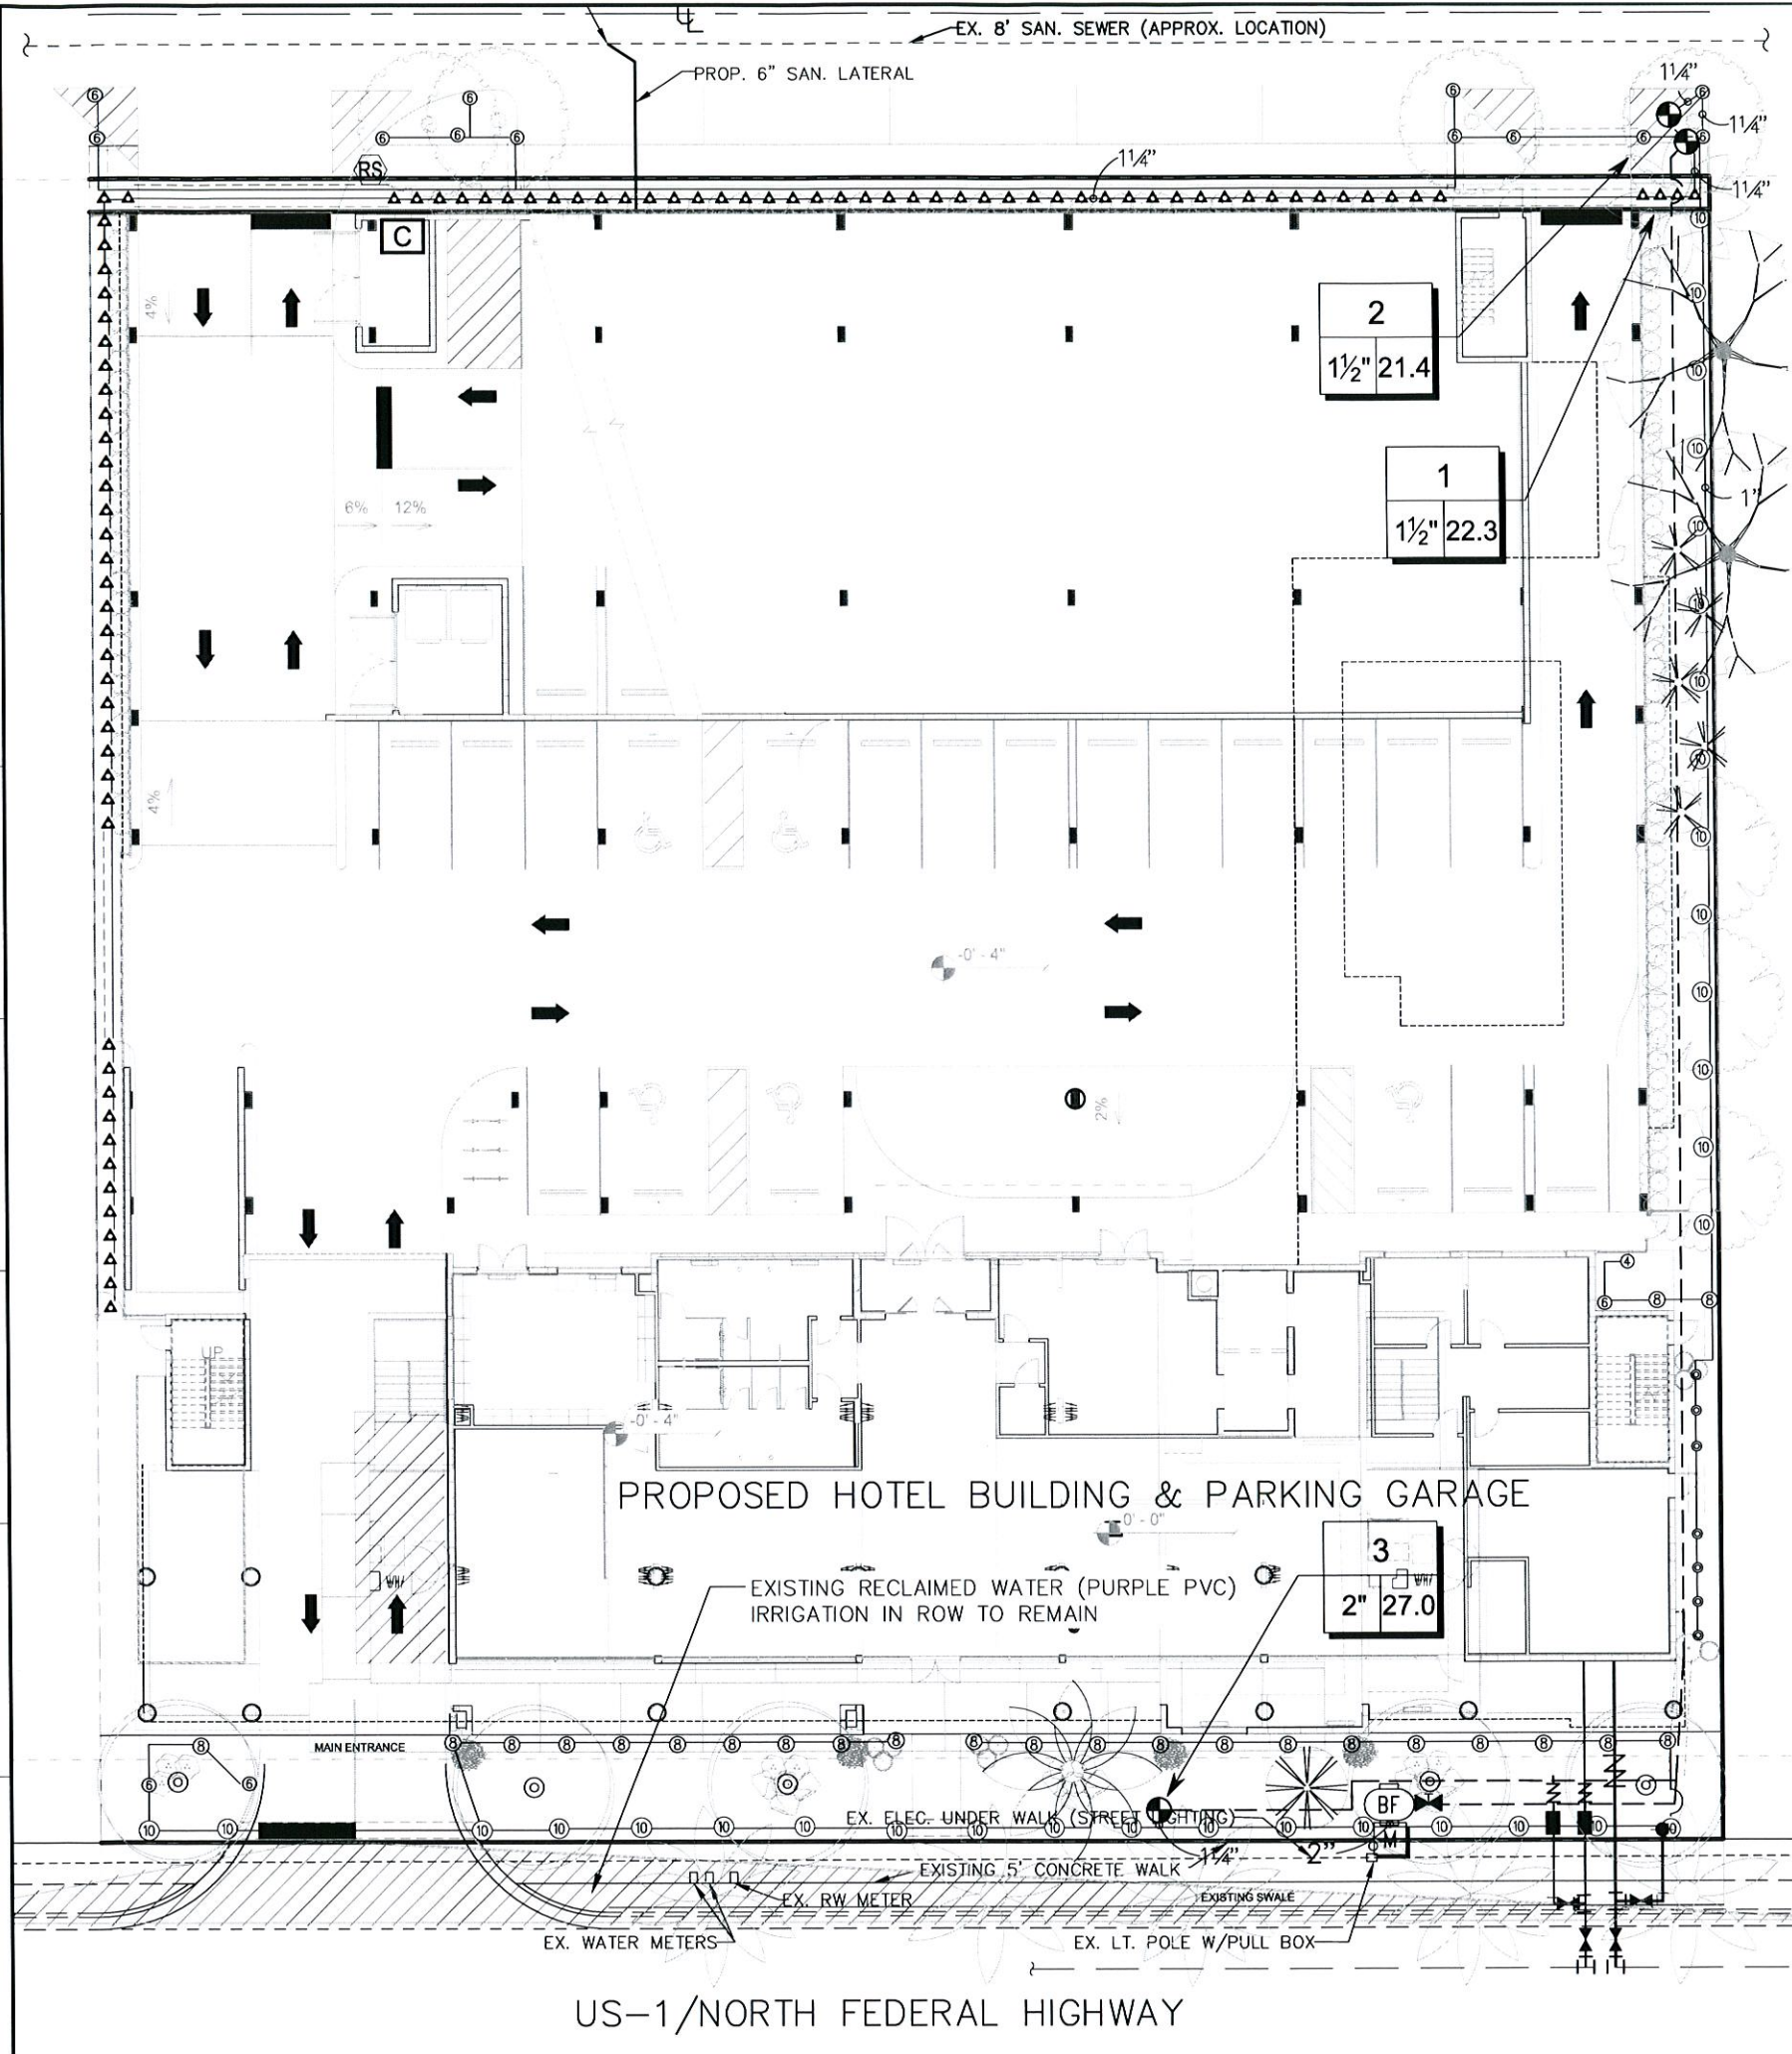 EX. 8' SAN. SEWER (APPROX. LOCATION)
PROP. 6" SAN. LATERAL
1¼"
1¼"
1¼"
1¼"
RS
C
4%
2
1½" 21.4
1
1½" 22.3
1"
6% 12%
4%
-0' - 4"
2%
UP
-0' - 4"
PROPOSED HOTEL BUILDING & PARKING GARAGE
0' - 0"
3
2" 27.0
EXISTING RECLAIMED WATER (PURPLE PVC)
IRRIGATION IN ROW TO REMAIN
MAIN ENTRANCE
BF
M
EX. ELEC. UNDER WALK (STREET LIGHTING)
1¼"
2"
EXISTING 5' CONCRETE WALK
EX. RW METER
EXISTING SWALE
EX. WATER METERS
EX. LT. POLE W/PULL BOX
US-1/NORTH FEDERAL HIGHWAY